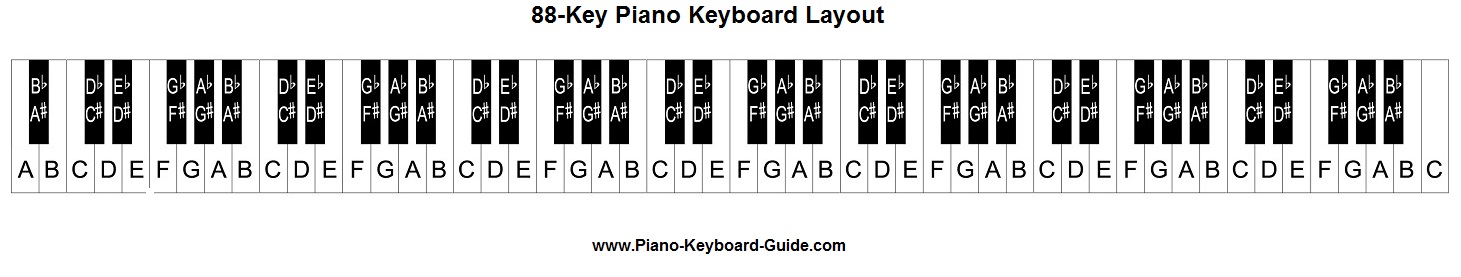 88-Key Piano Keyboard Layout
B♭ D♭ E♭ G♭ A♭ B♭ D♭ E♭ G♭ A♭ B♭ D♭ E♭ G♭ A♭ B♭ D♭ E♭ G♭ A♭ B♭ D♭ E♭ G♭ A♭ B♭ D♭ E♭ G♭ A♭ B♭ D♭ E♭ G♭ A♭ B♭
A# C# D# F# G# A# C# D# F# G# A# C# D# F# G# A# C# D# F# G# A# C# D# F# G# A# C# D# F# G# A# C# D# F# G# A#
A B C D E F G A B C D E F G A B C D E F G A B C D E F G A B C D E F G A B C D E F G A B C D E F G A B C
www.Piano-Keyboard-Guide.com